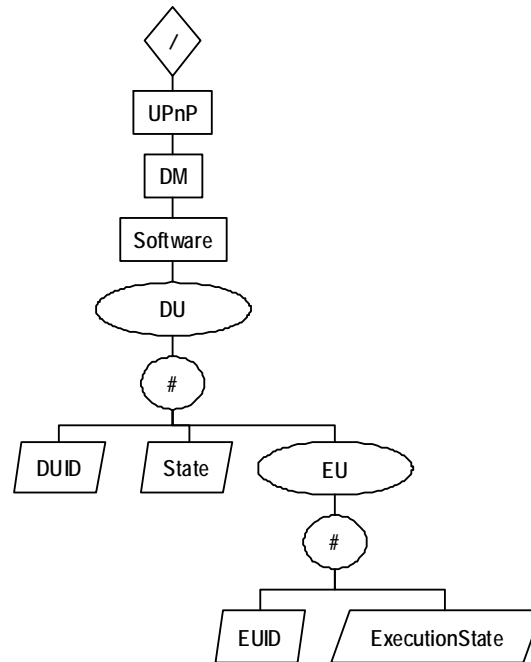 /
UPnP
DM
Software
DU
#
DUID
State
EU
#
EUID
ExecutionState